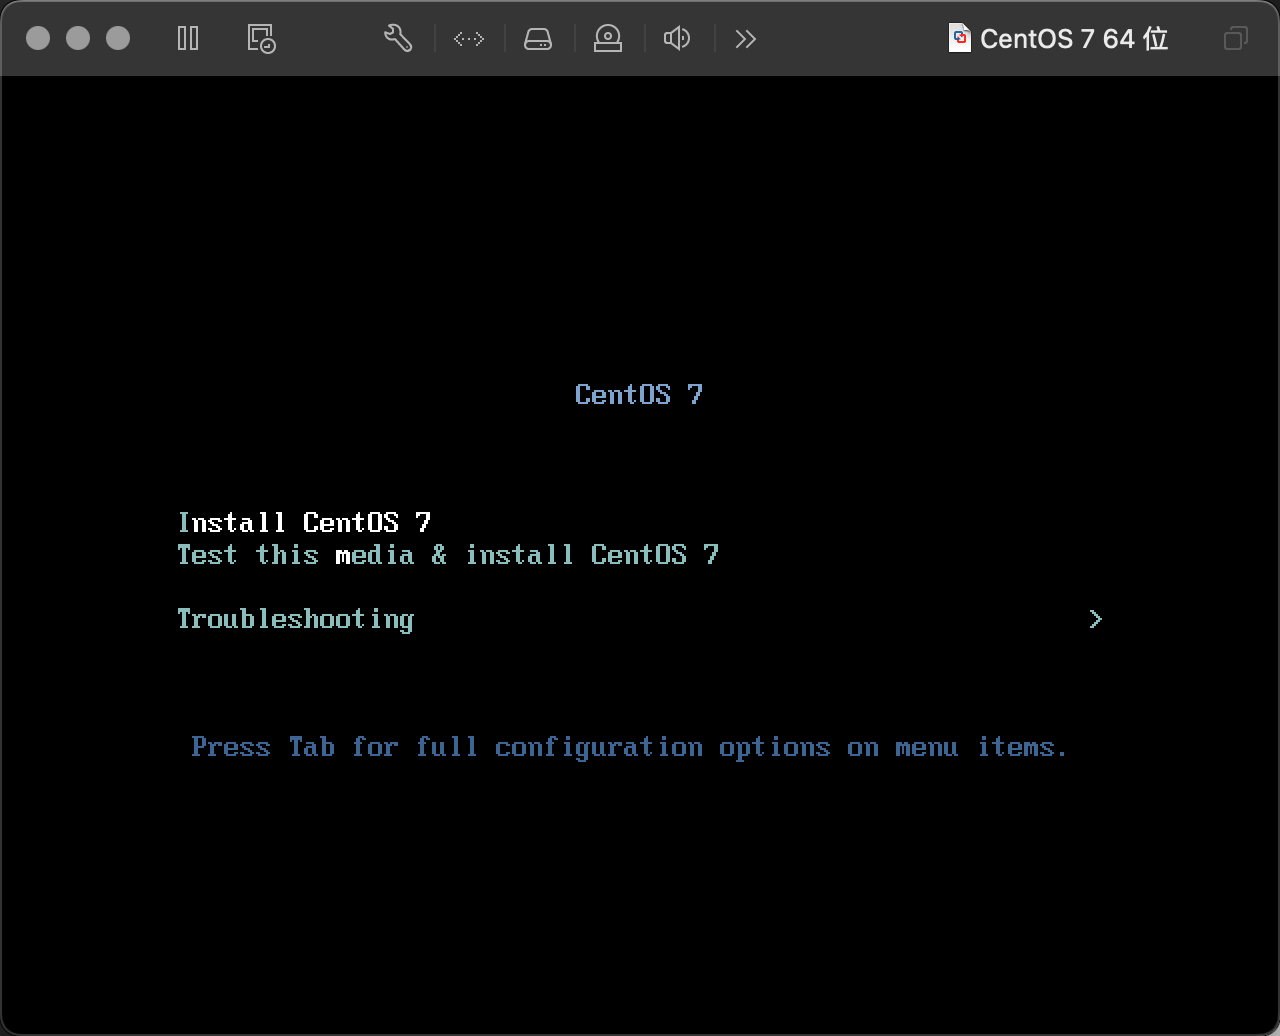 CentOS 7 64 位
CentOS 7
Install CentOS 7
Test this media & install CentOS 7
Troubleshooting >
Press Tab for full configuration options on menu items.